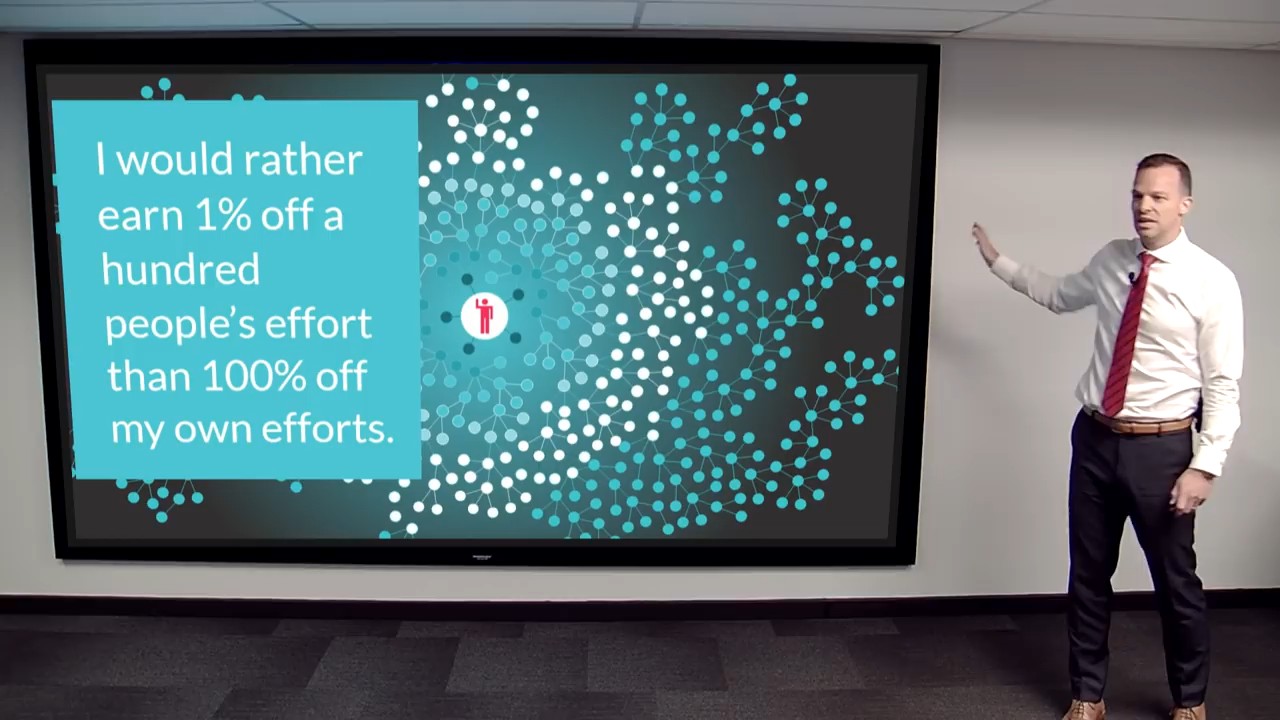 I would rather
earn 1% off a
hundred
people’s effort
than 100% off
my own efforts.